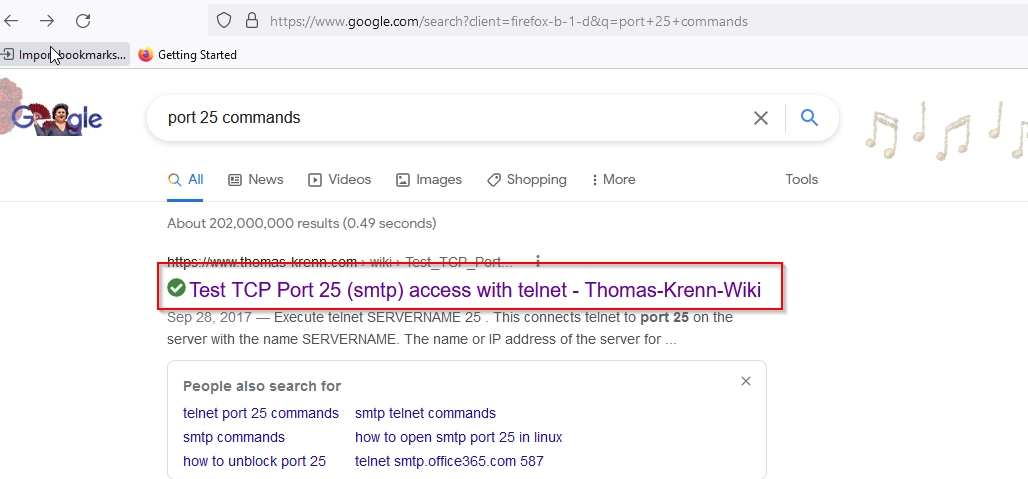 https://www.google.com/search?client=firefox-b-1-d&q=port+25+commands
Import bookmarks...
Getting Started
Google
port 25 commands
All
News
Videos
Images
Shopping
More
Tools
About 202,000,000 results (0.49 seconds)
https://www.thomas-krenn.com › wiki › Test_TCP_Port...
Test TCP Port 25 (smtp) access with telnet - Thomas-Krenn-Wiki
Sep 28, 2017 — Execute telnet SERVERNAME 25 . This connects telnet to port 25 on the
server with the name SERVERNAME. The name or IP address of the server for ...
People also search for
telnet port 25 commands
smtp telnet commands
smtp commands
how to open smtp port 25 in linux
how to unblock port 25
telnet smtp.office365.com 587